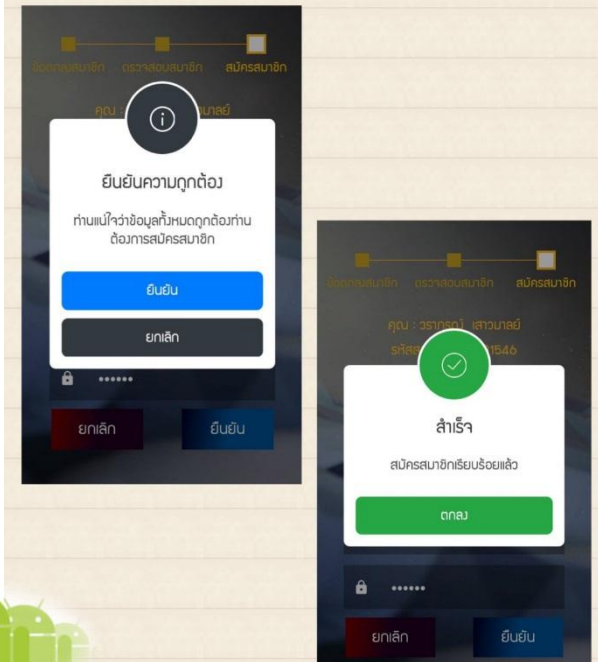 ข้อตกลงสมาชิก ตรวจสอบสมาชิก สมัครสมาชิก
คุณ :
ยืนยันความถูกต้อง
ท่านแน่ใจว่าข้อมูลทั้งหมดถูกต้องท่าน
ต้องการสมัครสมาชิก
ยืนยัน
ยกเลิก
••••••
ยกเลิก ยืนยัน
ข้อตกลงสมาชิก ตรวจสอบสมาชิก สมัครสมาชิก
คุณ : วราภรณ์ เสาวมาลย์
1546
สำเร็จ
สมัครสมาชิกเรียบร้อยแล้ว
ตกลง
••••••
ยกเลิก ยืนยัน